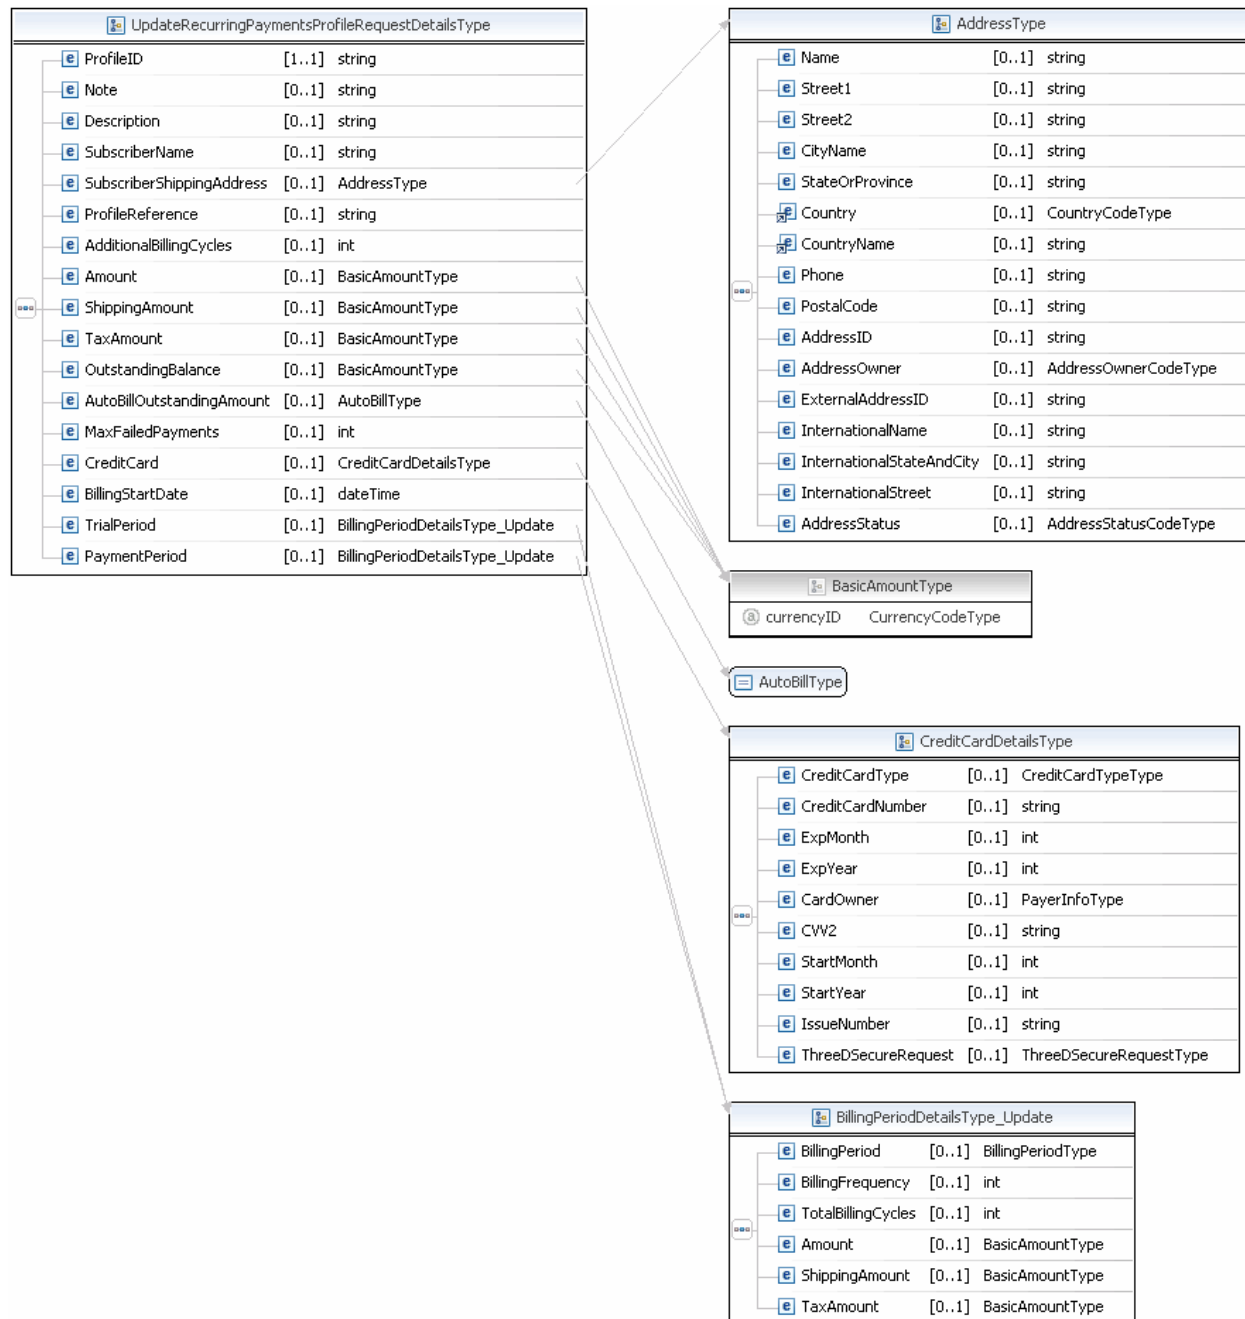 UpdateRecurringPaymentsProfileRequestDetailsType
ProfileID [1..1] string
Note [0..1] string
Description [0..1] string
SubscriberName [0..1] string
SubscriberShippingAddress [0..1] AddressType
ProfileReference [0..1] string
AdditionalBillingCycles [0..1] int
Amount [0..1] BasicAmountType
ShippingAmount [0..1] BasicAmountType
TaxAmount [0..1] BasicAmountType
OutstandingBalance [0..1] BasicAmountType
AutoBillOutstandingAmount [0..1] AutoBillType
MaxFailedPayments [0..1] int
CreditCard [0..1] CreditCardDetailsType
BillingStartDate [0..1] dateTime
TrialPeriod [0..1] BillingPeriodDetailsType_Update
PaymentPeriod [0..1] BillingPeriodDetailsType_Update
AddressType
Name [0..1] string
Street1 [0..1] string
Street2 [0..1] string
CityName [0..1] string
StateOrProvince [0..1] string
Country [0..1] CountryCodeType
CountryName [0..1] string
Phone [0..1] string
PostalCode [0..1] string
AddressID [0..1] string
AddressOwner [0..1] AddressOwnerCodeType
ExternalAddressID [0..1] string
InternationalName [0..1] string
InternationalStateAndCity [0..1] string
InternationalStreet [0..1] string
AddressStatus [0..1] AddressStatusCodeType
BasicAmountType
currencyID CurrencyCodeType
AutoBillType
CreditCardDetailsType
CreditCardType [0..1] CreditCardTypeType
CreditCardNumber [0..1] string
ExpMonth [0..1] int
ExpYear [0..1] int
CardOwner [0..1] PayerInfoType
CVV2 [0..1] string
StartMonth [0..1] int
StartYear [0..1] int
IssueNumber [0..1] string
ThreeDSecureRequest [0..1] ThreeDSecureRequestType
BillingPeriodDetailsType_Update
BillingPeriod [0..1] BillingPeriodType
BillingFrequency [0..1] int
TotalBillingCycles [0..1] int
Amount [0..1] BasicAmountType
ShippingAmount [0..1] BasicAmountType
TaxAmount [0..1] BasicAmountType